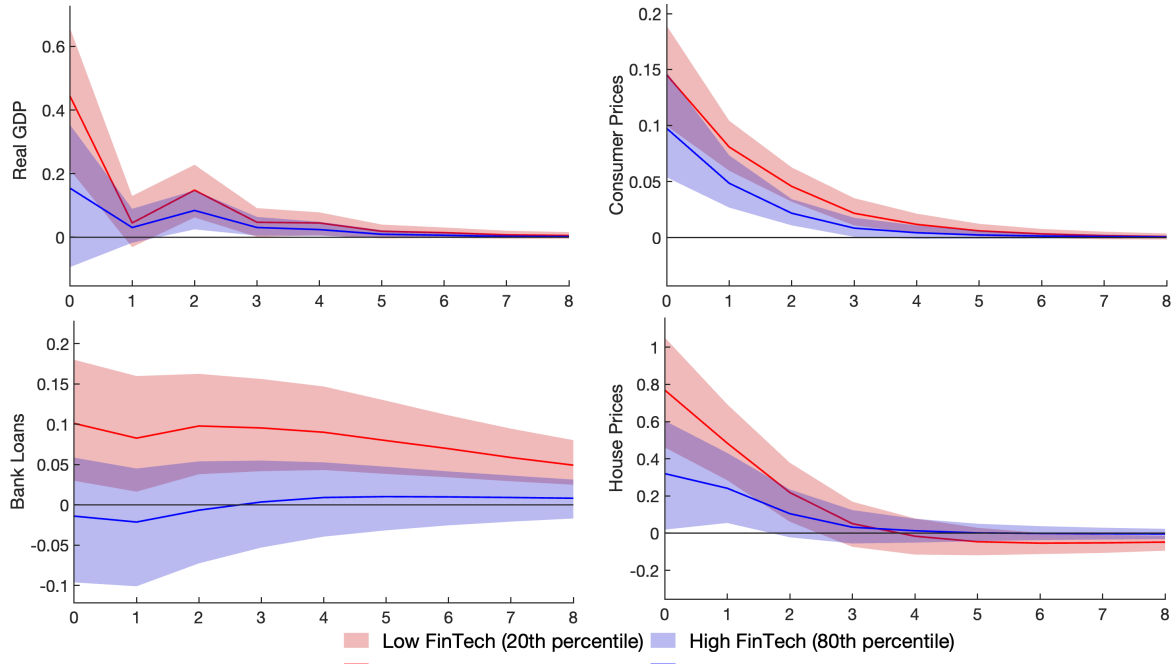 Real GDP
0.6
0.4
0.2
0
0 1 2 3 4 5 6 7 8
Consumer Prices
0.2
0.15
0.1
0.05
0
0 1 2 3 4 5 6 7 8
Bank Loans
0.2
0.15
0.1
0.05
0
-0.05
-0.1
0 1 2 3 4 5 6 7 8
House Prices
1
0.8
0.6
0.4
0.2
0
-0.2
0 1 2 3 4 5 6 7 8
Low FinTech (20th percentile) High FinTech (80th percentile)